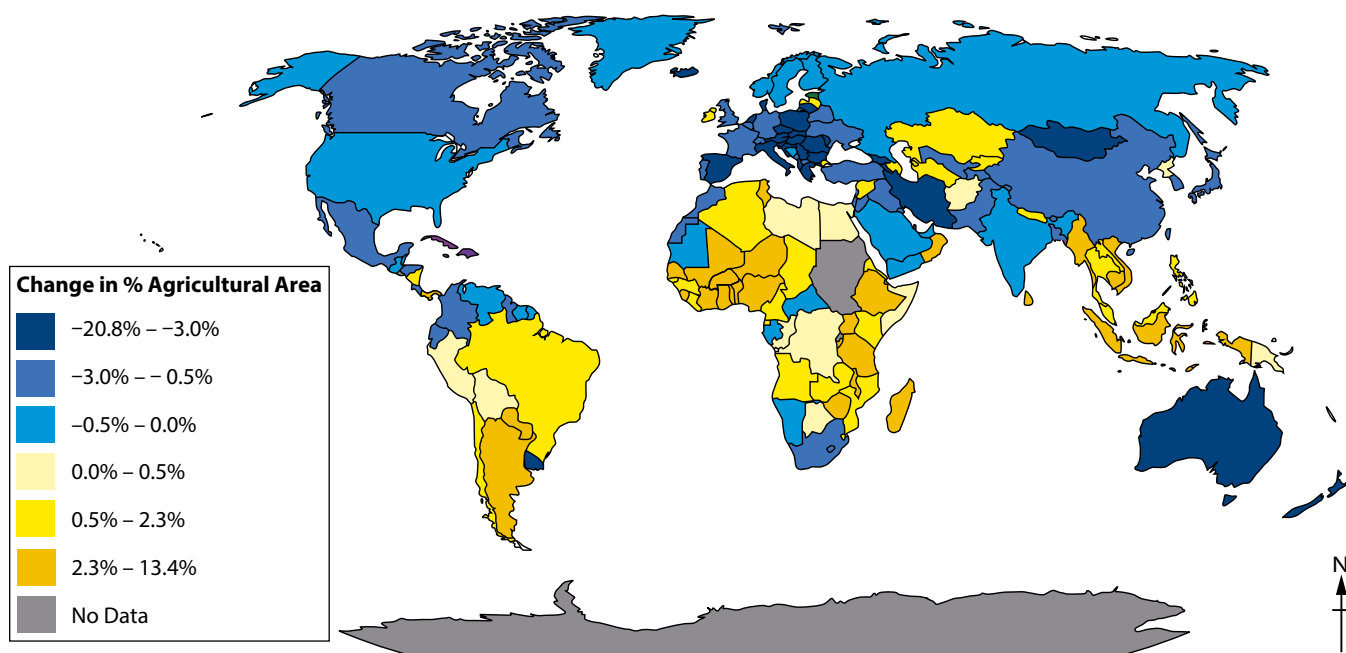 Change in % Agricultural Area
−20.8% – −3.0%
−3.0% – − 0.5%
−0.5% – 0.0%
0.0% – 0.5%
0.5% – 2.3%
2.3% – 13.4%
No Data
N